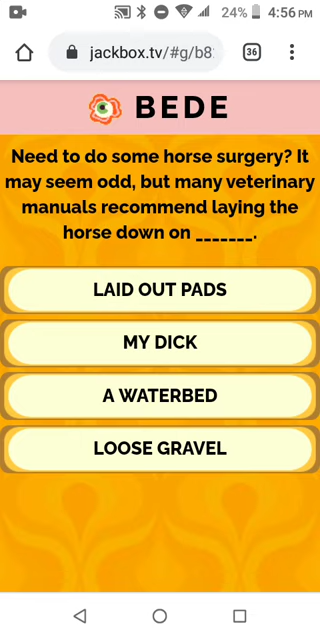 24% 4:56 PM
jackbox.tv/#g/b8
36
BEDE
Need to do some horse surgery? It
may seem odd, but many veterinary
manuals recommend laying the
horse down on _______.
LAID OUT PADS
MY DICK
A WATERBED
LOOSE GRAVEL